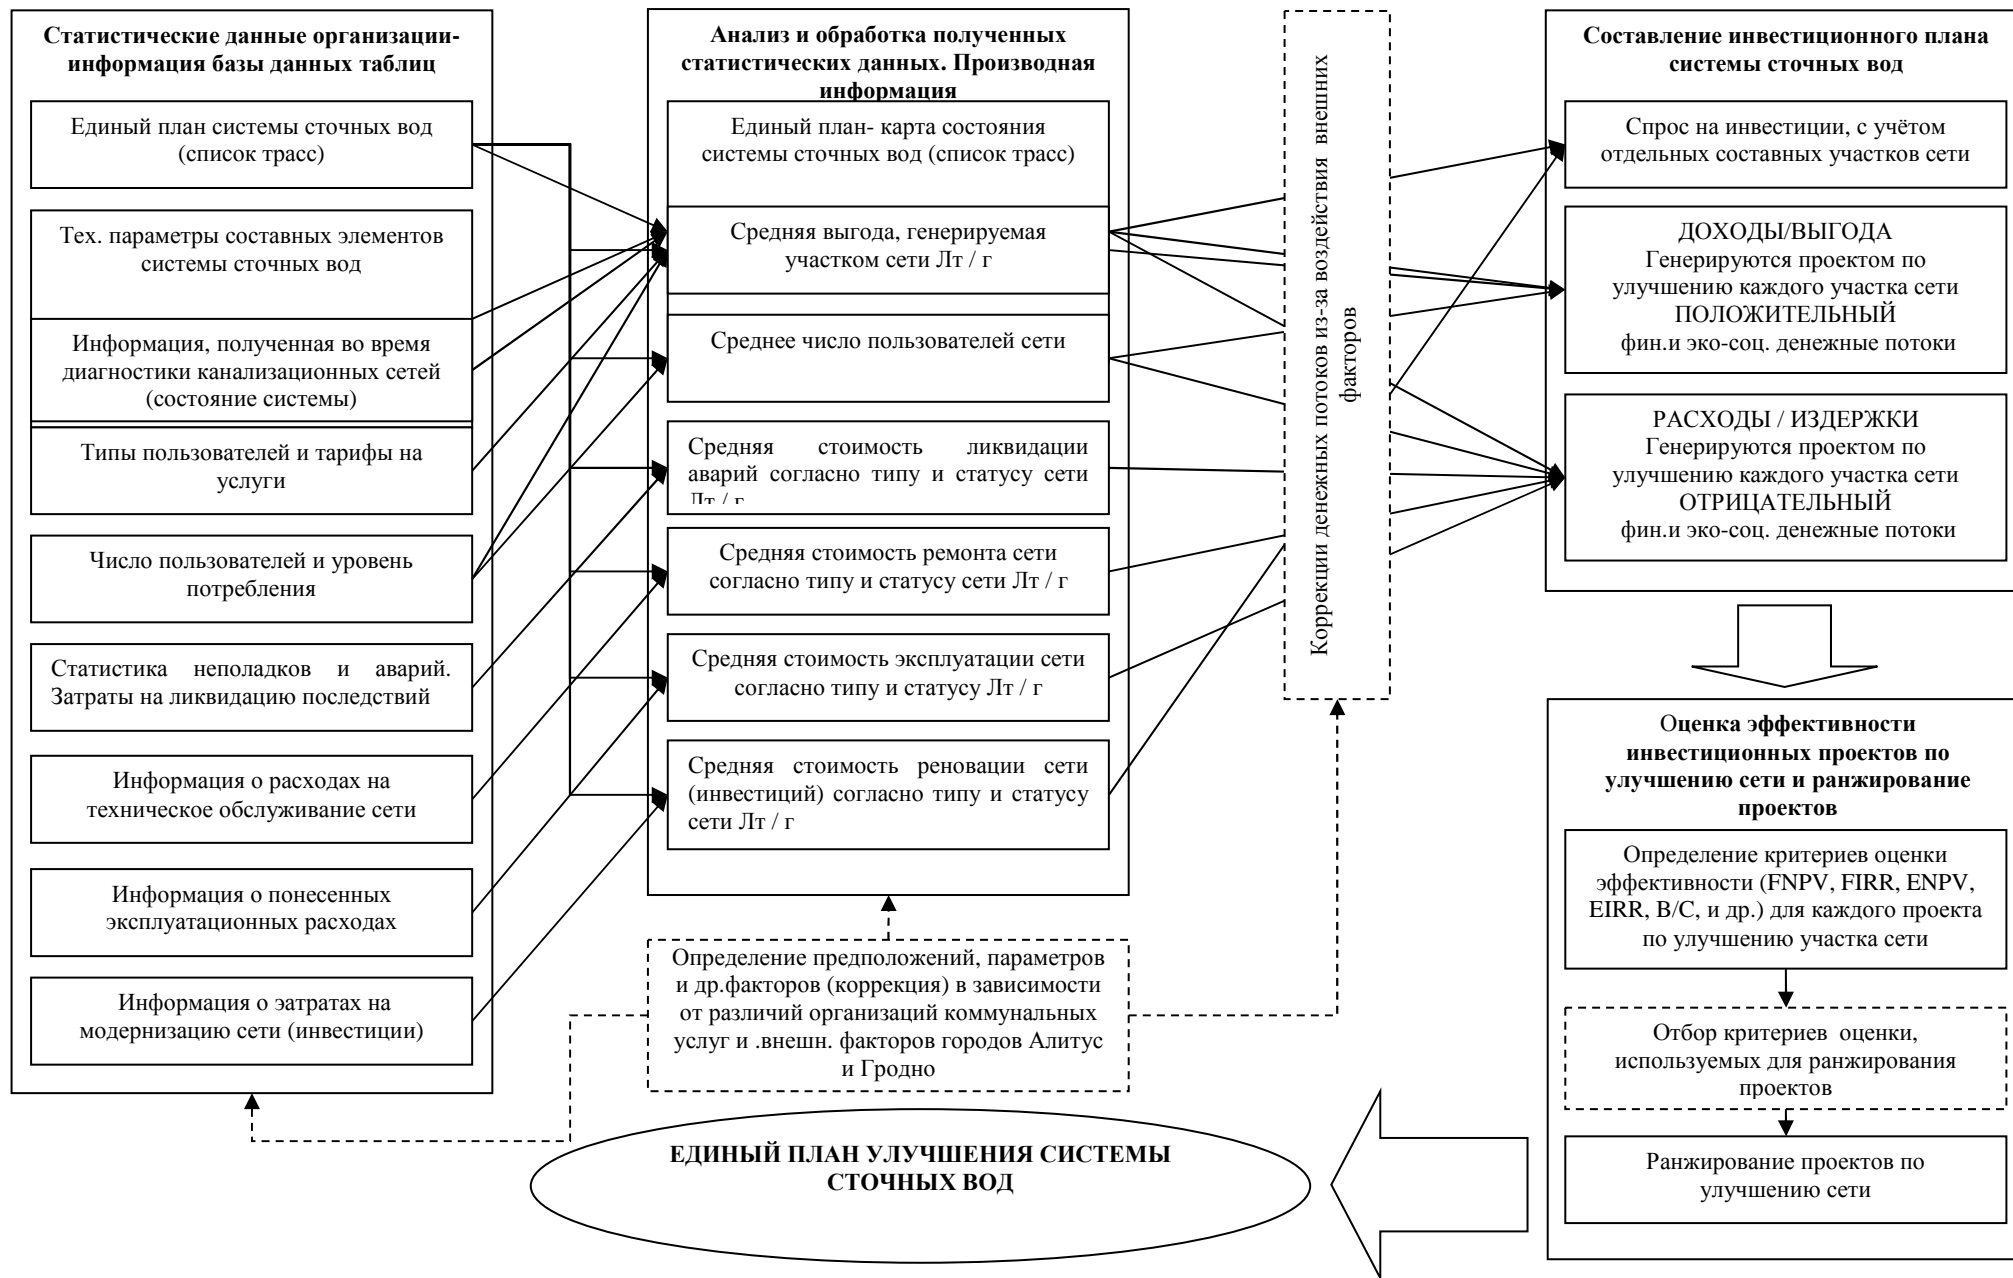 Статистические данные организации-
информация базы данных таблиц
Единый план системы сточных вод
(список трасс)
Тех. параметры составных элементов
системы сточных вод
Информация, полученная во время
диагностики канализационных сетей
(состояние системы)
Типы пользователей и тарифы на
услуги
Число пользователей и уровень
потребления
Статистика неполадков и аварий.
Затраты на ликвидацию последствий
Информация о расходах на
техническое обслуживание сети
Информация о понесенных
эксплуатационных расходах
Информация о эатратах на
модернизацию сети (инвестиции)
Анализ и обработка полученных
статистических данных. Производная
информация
Единый план- карта состояния
системы сточных вод (список трасс)
Средняя выгода, генерируемая
участком сети Лт / г
Среднее число пользователей сети
Средняя стоимость ликвидации
аварий согласно типу и статусу сети
Лт / г
Средняя стоимость ремонта сети
согласно типу и статусу сети Лт / г
Средняя стоимость эксплуатации сети
согласно типу и статусу Лт / г
Средняя стоимость реновации сети
(инвестиций) согласно типу и статусу
сети Лт / г
Определение предположений, параметров
и др.факторов (коррекция) в зависимости
от различий организаций коммунальных
услуг и .внешн. факторов городов Алитус
и Гродно
Коррекции денежных потоков из-за воздействия внешних
факторов
Составление инвестиционного плана
системы сточных вод
Спрос на инвестиции, с учётом
отдельных составных участков сети
ДОХОДЫ/ВЫГОДА
Генерируются проектом по
улучшению каждого участка сети
ПОЛОЖИТЕЛЬНЫЙ
фин.и эко-соц. денежные потоки
РАСХОДЫ / ИЗДЕРЖКИ
Генерируются проектом по
улучшению каждого участка сети
ОТРИЦАТЕЛЬНЫЙ
фин.и эко-соц. денежные потоки
Оценка эффективности
инвестиционных проектов по
улучшению сети и ранжирование
проектов
Определение критериев оценки
эффективности (FNPV, FIRR, ENPV,
EIRR, B/C, и др.) для каждого проекта
по улучшению участка сети
Отбор критериев оценки,
используемых для ранжирования
проектов
Ранжирование проектов по
улучшению сети
ЕДИНЫЙ ПЛАН УЛУЧШЕНИЯ СИСТЕМЫ
СТОЧНЫХ ВОД